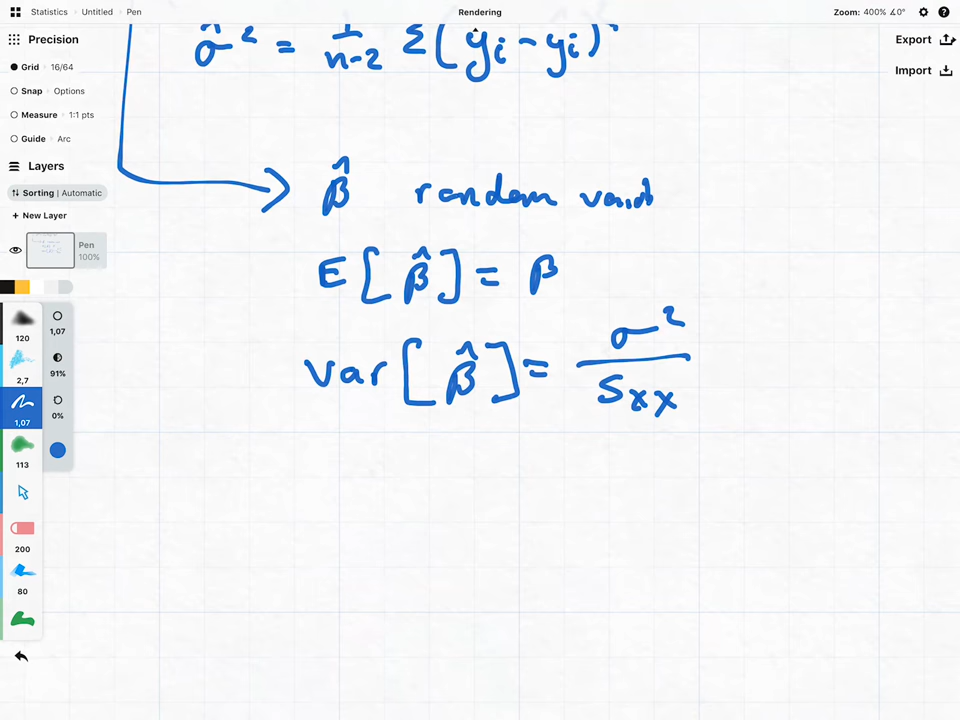 Statistics > Untitled > Pen Rendering Zoom: 400% ∠0°
Precision
Grid > 16/64
Snap > Options
Measure > 1:1 pts
Guide > Arc
Layers
Sorting | Automatic
+ New Layer
Pen
100%
120
1,07
2,7
91%
1,07
0%
113
200
80
Export
Import
σ̂² = 1/(n-2) Σ(yi - yi)²
β̂ random
E[β̂] = β
var[β̂] = σ²/Sxx